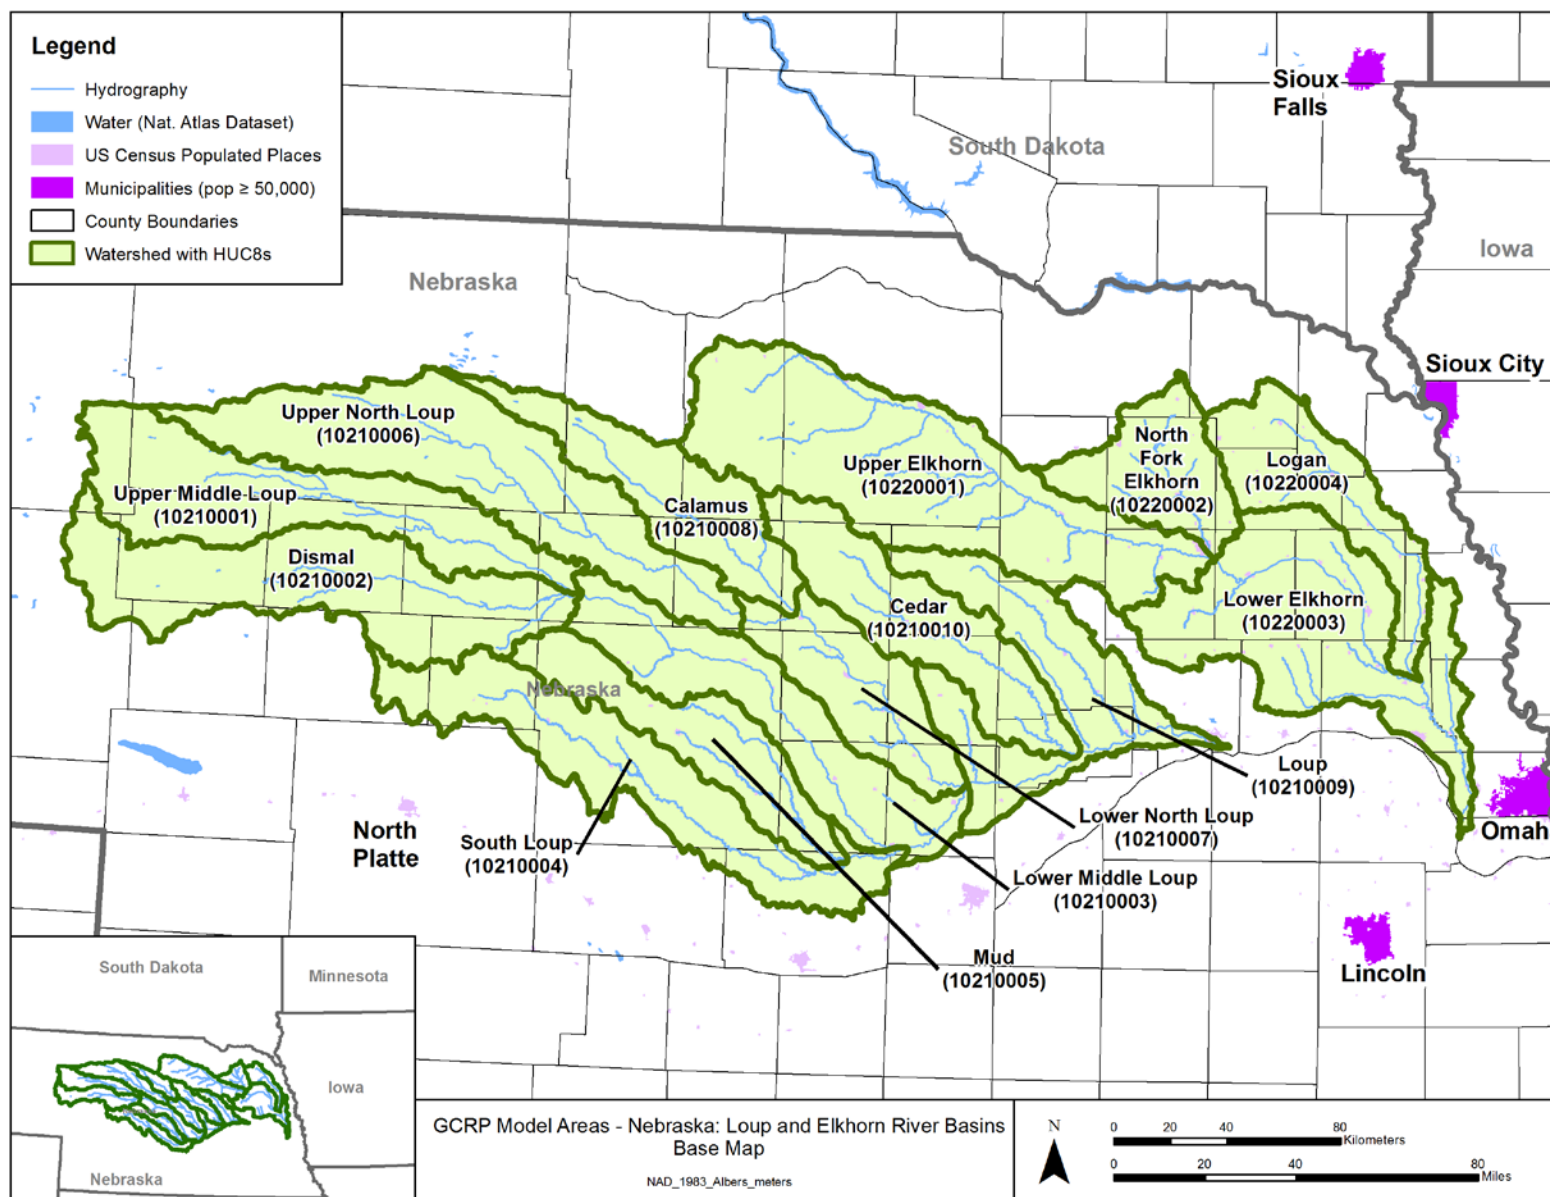 Legend
Hydrography
Water (Nat. Atlas Dataset)
US Census Populated Places
Municipalities (pop ≥ 50,000)
County Boundaries
Watershed with HUC8s
Sioux
Falls
South Dakota
Iowa
Nebraska
Sioux City
Upper North Loup
(10210006)
Upper Middle Loup
(10210001)
Dismal
(10210002)
Calamus
(10210008)
Upper Elkhorn
(10220001)
North
Fork
Elkhorn
(10220002)
Logan
(10220004)
Lower Elkhorn
(10220003)
Cedar
(10210010)
Nebraska
Loup
(10210009)
Lower North Loup
(10210007)
Lower Middle Loup
(10210003)
Mud
(10210005)
South Loup
(10210004)
North
Platte
Omah
Lincoln
South Dakota
Minnesota
Iowa
Nebraska
GCRP Model Areas - Nebraska: Loup and Elkhorn River Basins
Base Map
NAD_1983_Albers_meters
N
0 20 40 80
Kilometers
0 20 40 80
Miles